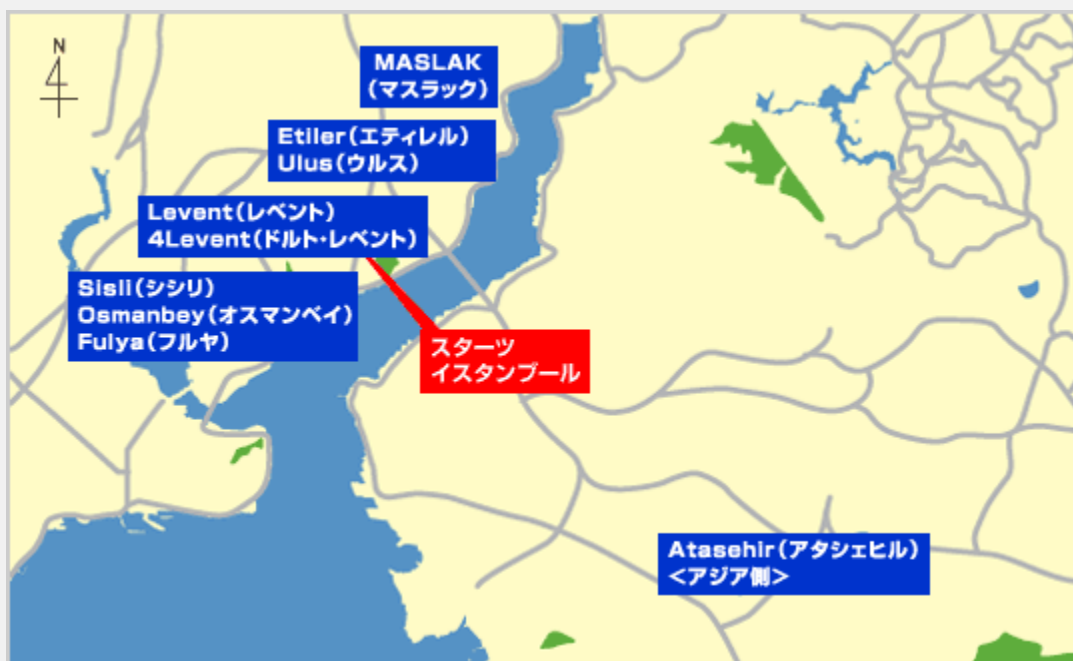 N
MASLAK
(マスラック)
Etiler(エティレル)
Ulus(ウルス)
Levent(レベント)
4Levent(ドルト・レベント)
Sisli(シシリ)
Osmanbey(オスマンベイ)
Fulya(フルヤ)
スターツ
イスタンブール
Atasehir(アタシェヒル)
<アジア側>